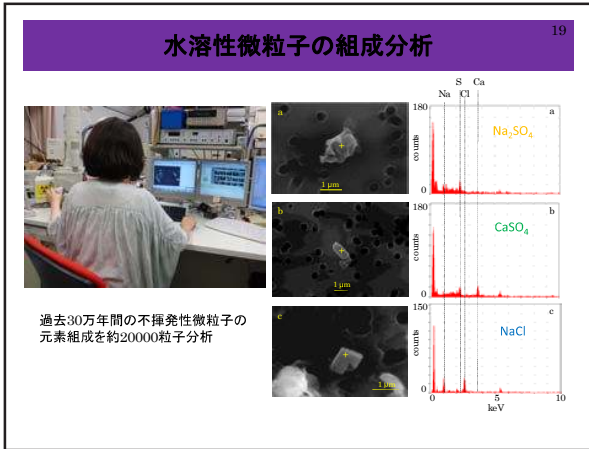 19
水溶性微粒子の組成分析
Na
S
Cl
Ca
a
1 μm
180
counts
0
a
Na₂SO₄
b
1 μm
180
counts
0
b
CaSO₄
c
1 μm
150
counts
0
c
NaCl
0
5
10
keV
過去30万年間の不揮発性微粒子の
元素組成を約20000粒子分析